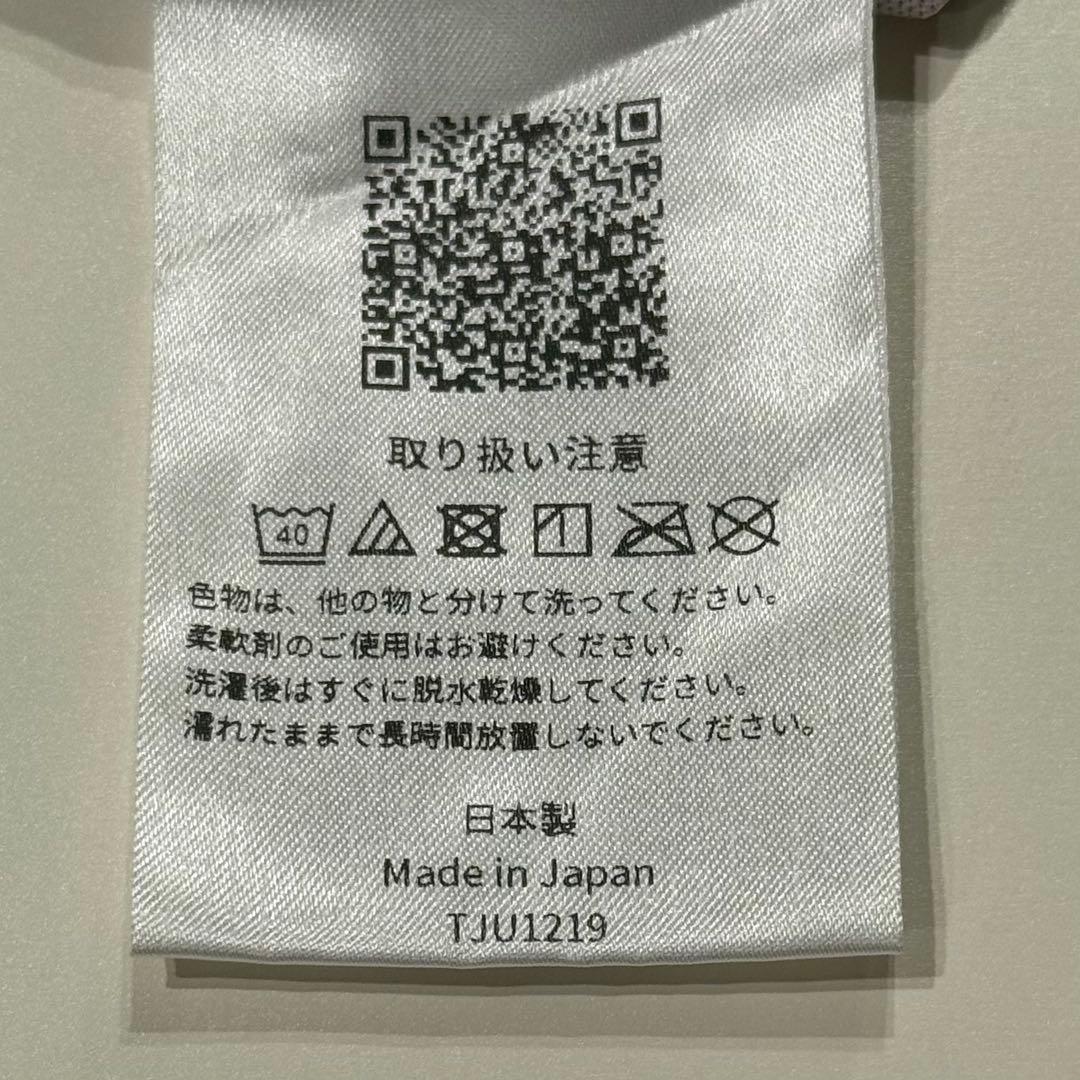 取り扱い注意
40
色物は、他の物と分けて洗ってください。
柔軟剤のご使用はお避けください。
洗濯後はすぐに脱水乾燥してください。
濡れたままで長時間放置しないでください。
日本製
Made in Japan
TJU1219